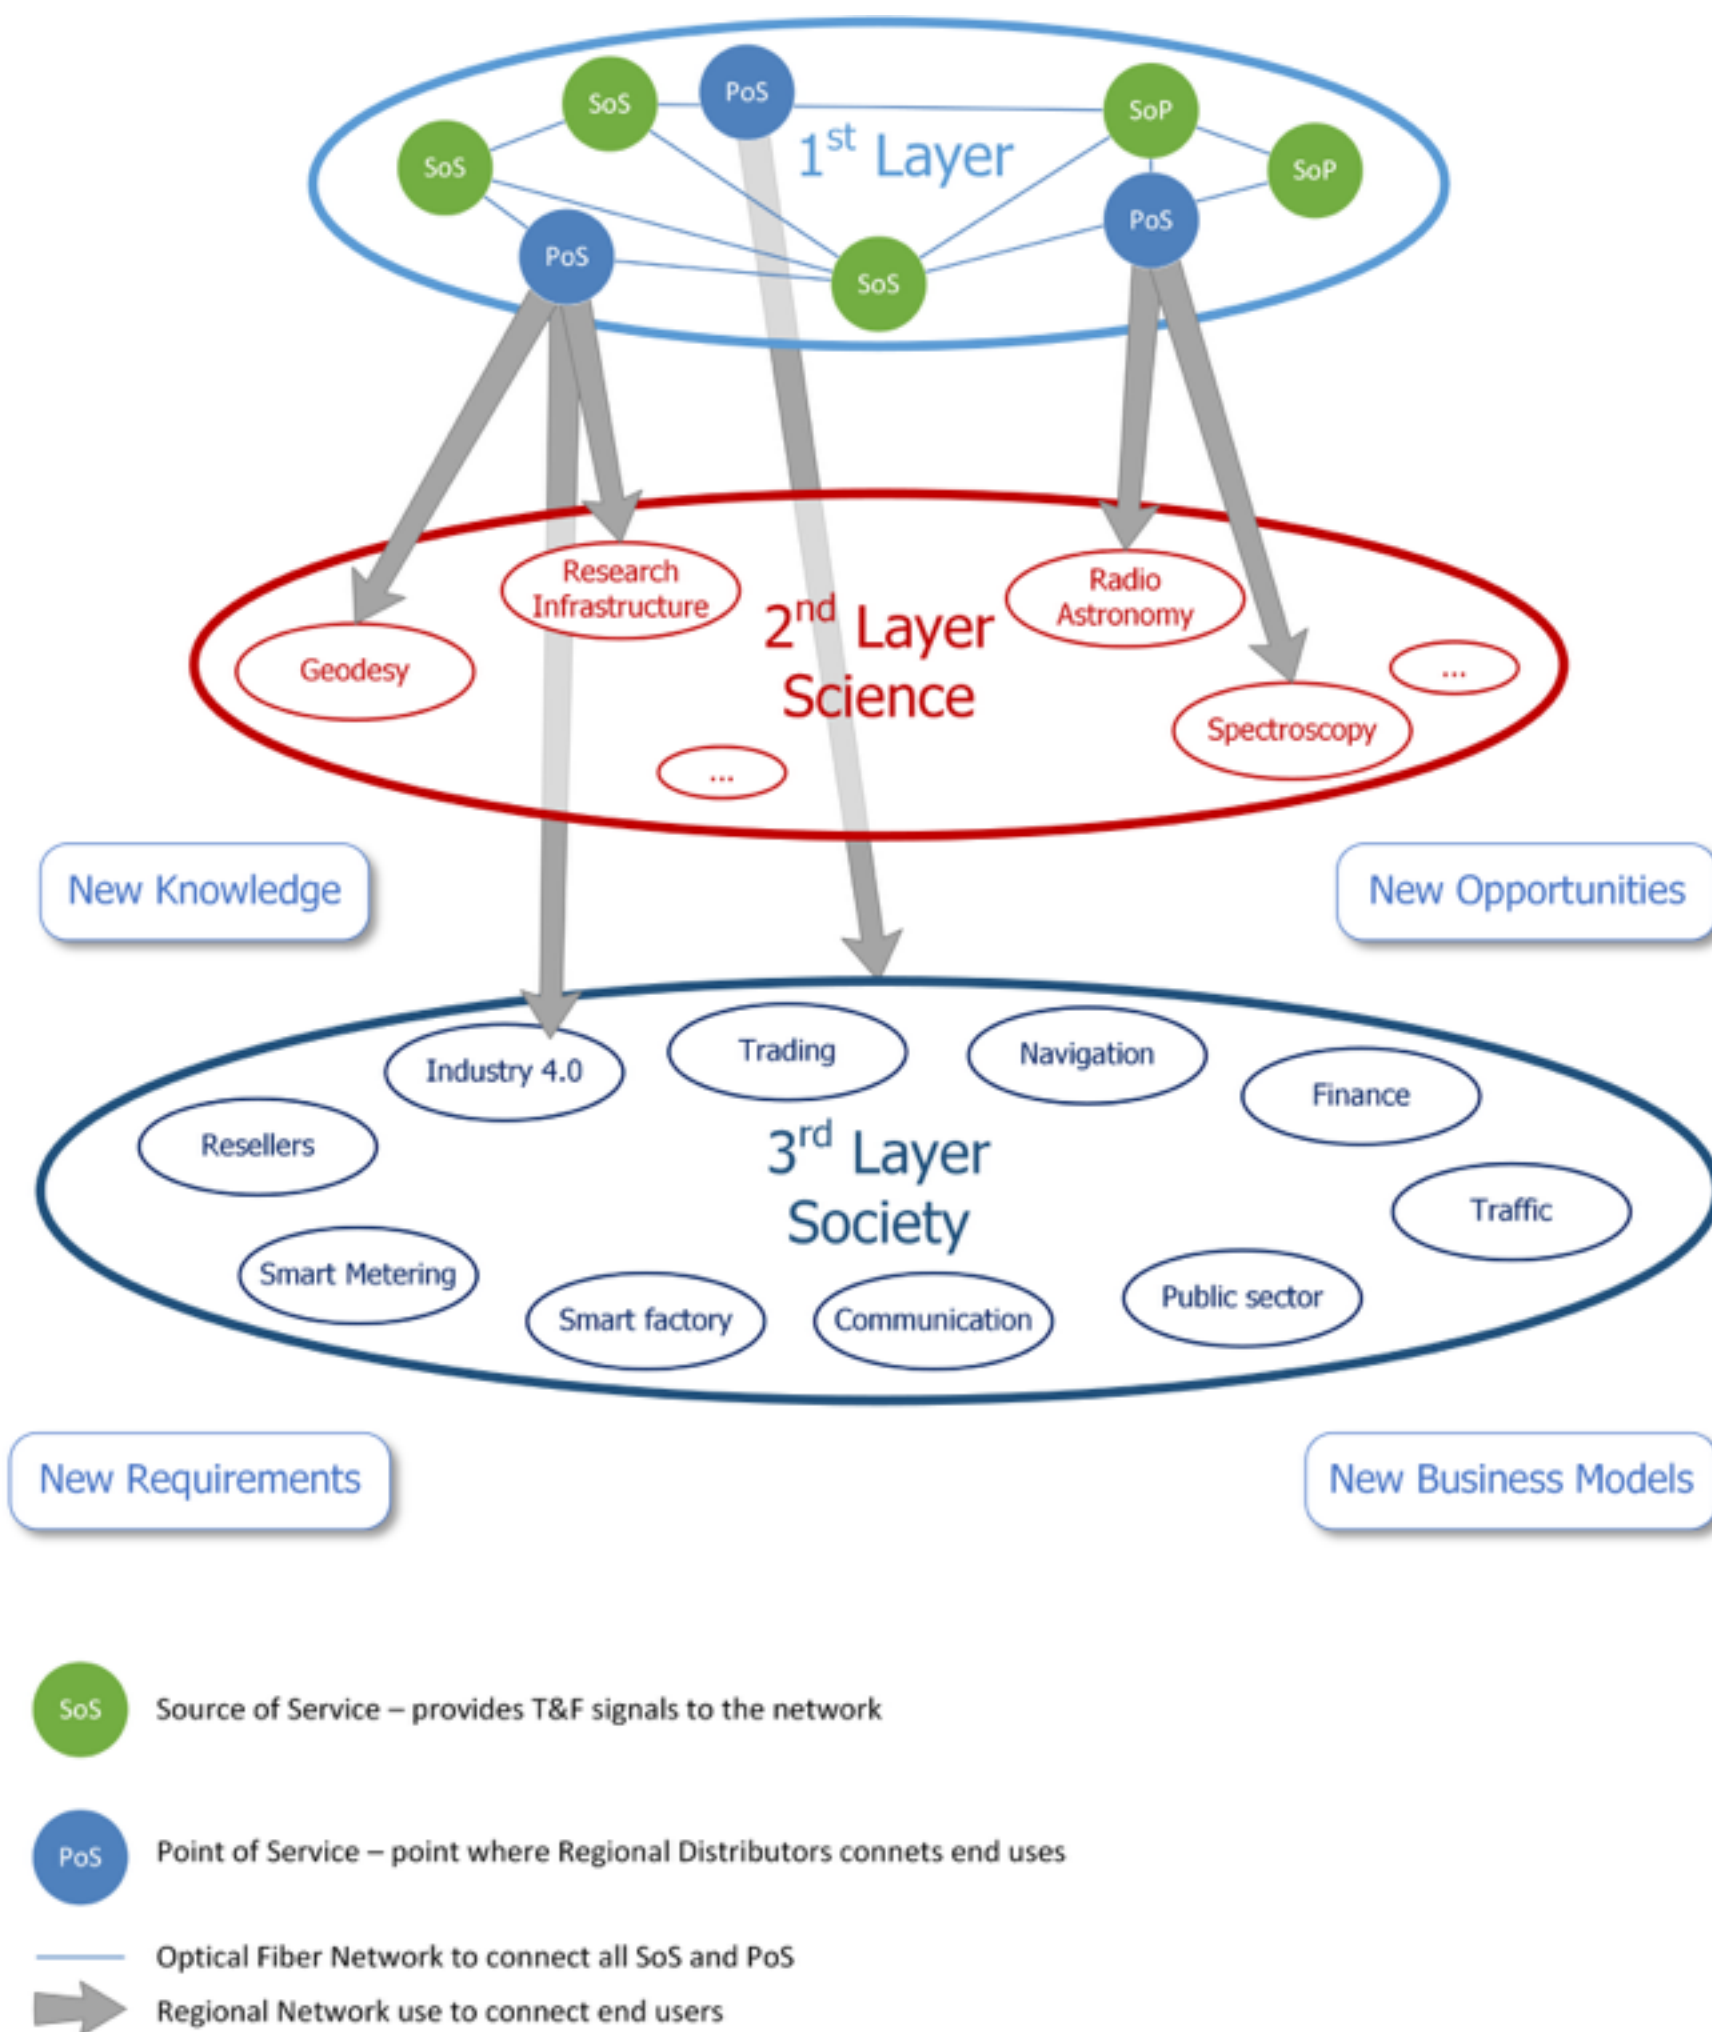 PoS
SoS
SoP
1st Layer
SoS
SoP
PoS
PoS
SoS
Research
Infrastructure
Radio
Astronomy
2nd Layer
Science
Geodesy
...
Spectroscopy
...
New Knowledge
New Opportunities
Trading
Navigation
Industry 4.0
Finance
Resellers
3rd Layer
Society
Traffic
Smart Metering
Public sector
Smart factory
Communication
New Requirements
New Business Models
SoS
Source of Service – provides T&F signals to the network
PoS
Point of Service – point where Regional Distributors connets end uses
Optical Fiber Network to connect all SoS and PoS
Regional Network use to connect end users